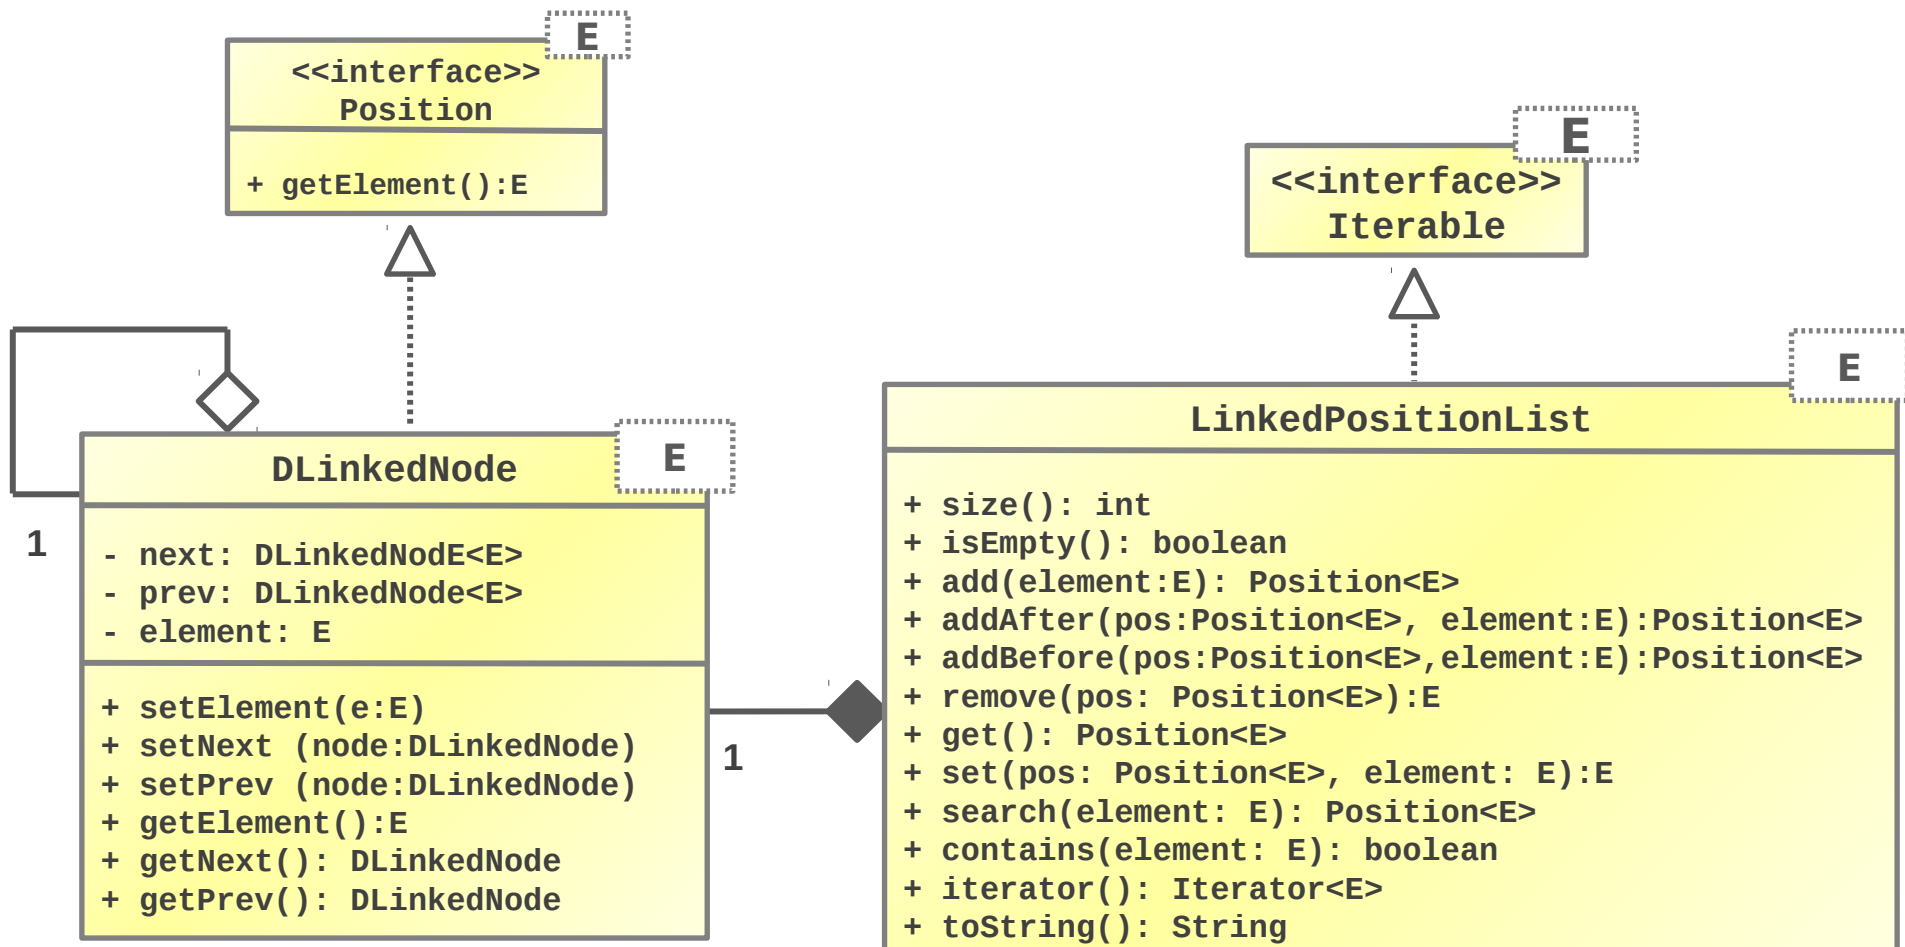 E
<<interface>>
Position
+ getElement():E
E
<<interface>>
Iterable
E
DLinkedNode
- next: DLinkedNodE<E>
- prev: DLinkedNode<E>
- element: E
+ setElement(e:E)
+ setNext (node:DLinkedNode)
+ setPrev (node:DLinkedNode)
+ getElement():E
+ getNext(): DLinkedNode
+ getPrev(): DLinkedNode
1
1
E
LinkedPositionList
+ size(): int
+ isEmpty(): boolean
+ add(element:E): Position<E>
+ addAfter(pos:Position<E>, element:E):Position<E>
+ addBefore(pos:Position<E>,element:E):Position<E>
+ remove(pos: Position<E>):E
+ get(): Position<E>
+ set(pos: Position<E>, element: E):E
+ search(element: E): Position<E>
+ contains(element: E): boolean
+ iterator(): Iterator<E>
+ toString(): String